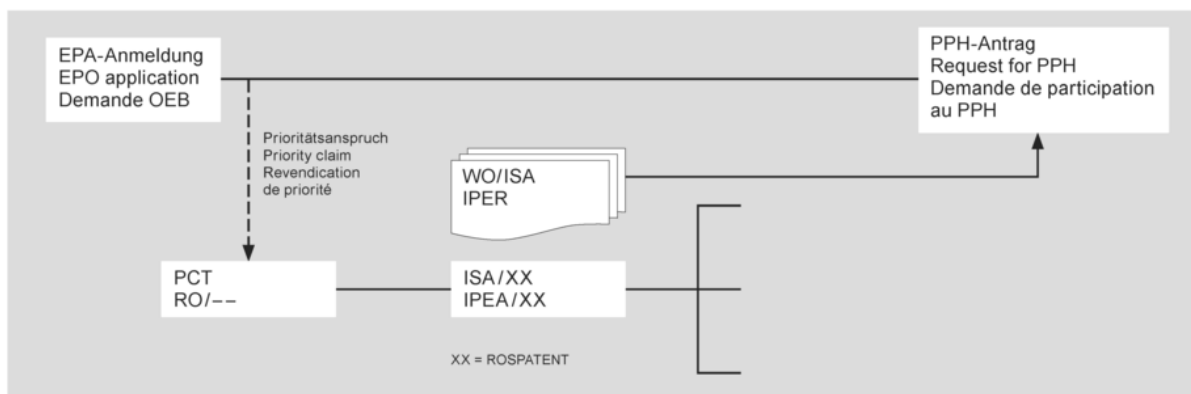 EPA-Anmeldung
EPO application
Demande OEB
PPH-Antrag
Request for PPH
Demande de participation
au PPH
Prioritätsanspruch
Priority claim
Revendication
de priorité
WO/ISA
IPER
PCT
RO/––
ISA/XX
IPEA/XX
XX = ROSPATENT